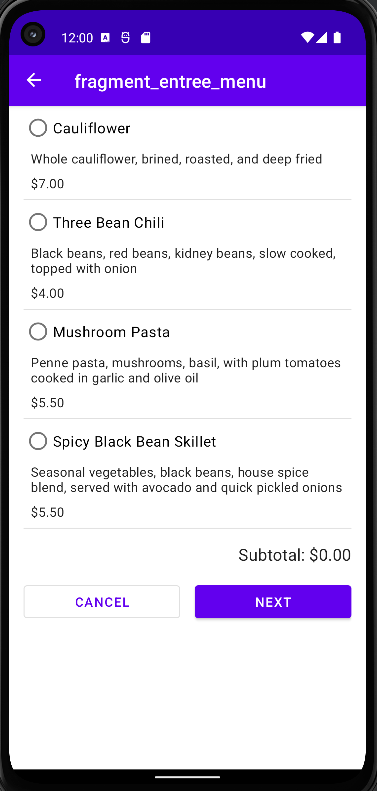 12:00
fragment_entree_menu
Cauliflower
Whole cauliflower, brined, roasted, and deep fried
$7.00
Three Bean Chili
Black beans, red beans, kidney beans, slow cooked,
topped with onion
$4.00
Mushroom Pasta
Penne pasta, mushrooms, basil, with plum tomatoes
cooked in garlic and olive oil
$5.50
Spicy Black Bean Skillet
Seasonal vegetables, black beans, house spice
blend, served with avocado and quick pickled onions
$5.50
Subtotal: $0.00
CANCEL NEXT